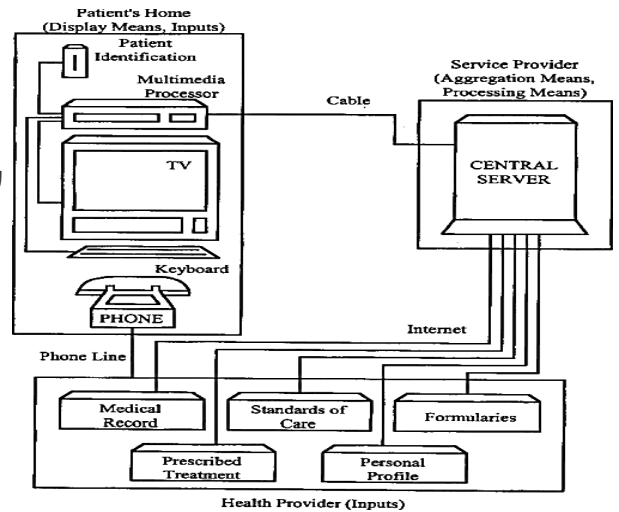 Patient's Home
(Display Means, Inputs)
Patient
Identification
Multimedia
Processor
TV
Keyboard
PHONE
Cable
Service Provider
(Aggregation Means,
Processing Means)
CENTRAL
SERVER
Internet
Phone Line
Medical
Record
Standards of
Care
Formularies
Prescribed
Treatment
Personal
Profile
Health Provider (Inputs)